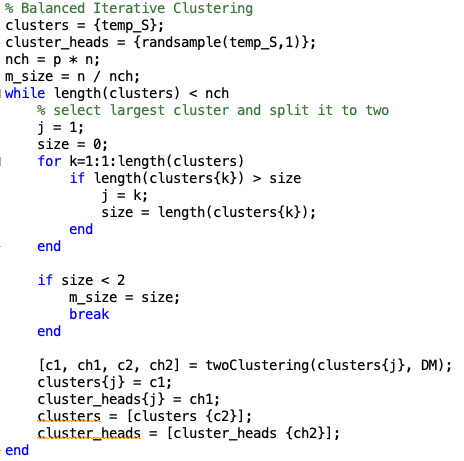 % Balanced Iterative Clustering
clusters = {temp_S};
cluster_heads = {randsample(temp_S,1)};
nch = p * n;
m_size = n / nch;
while length(clusters) < nch
    % select largest cluster and split it to two
    j = 1;
    size = 0;
    for k=1:1:length(clusters)
        if length(clusters{k}) > size
            j = k;
            size = length(clusters{k});
        end
    end

    if size < 2
        m_size = size;
        break
    end

    [c1, ch1, c2, ch2] = twoClustering(clusters{j}, DM);
    clusters{j} = c1;
    cluster_heads{j} = ch1;
    clusters = [clusters {c2}];
    cluster_heads = [cluster_heads {ch2}];
end